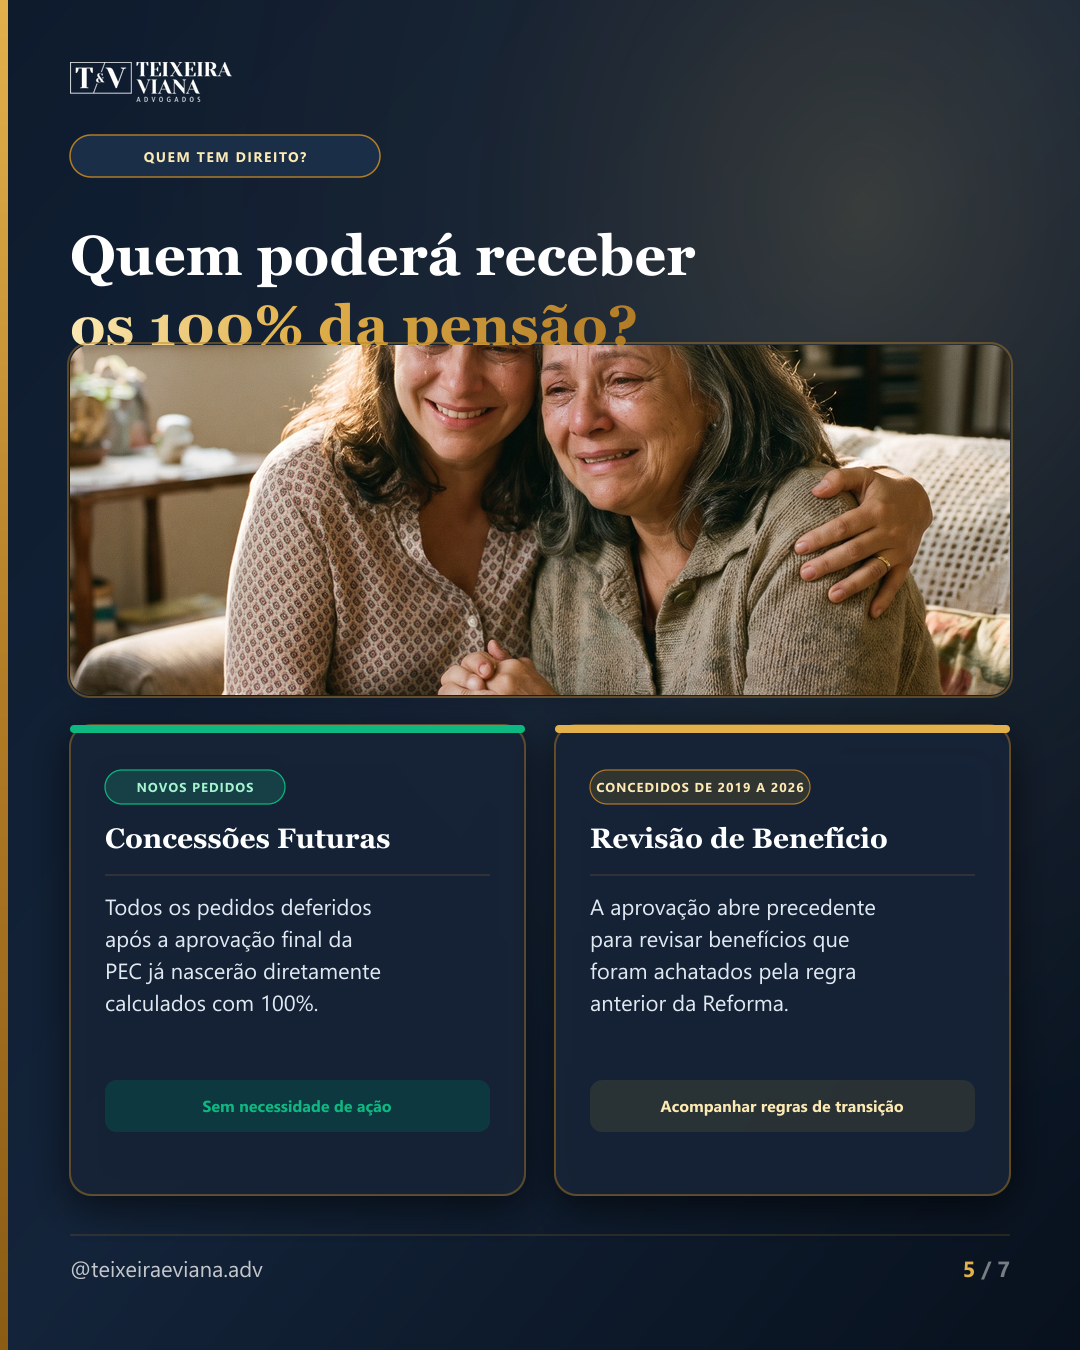 T&V TEIXEIRA
VIANA
ADVOGADOS
QUEM TEM DIREITO?
Quem poderá receber
os 100% da pensão?
NOVOS PEDIDOS
Concessões Futuras
Todos os pedidos deferidos
após a aprovação final da
PEC já nascerão diretamente
calculados com 100%.
Sem necessidade de ação
CONCEDIDOS DE 2019 A 2026
Revisão de Benefício
A aprovação abre precedente
para revisar benefícios que
foram achatados pela regra
anterior da Reforma.
Acompanhar regras de transição
@teixeiraeviana.adv
5 / 7